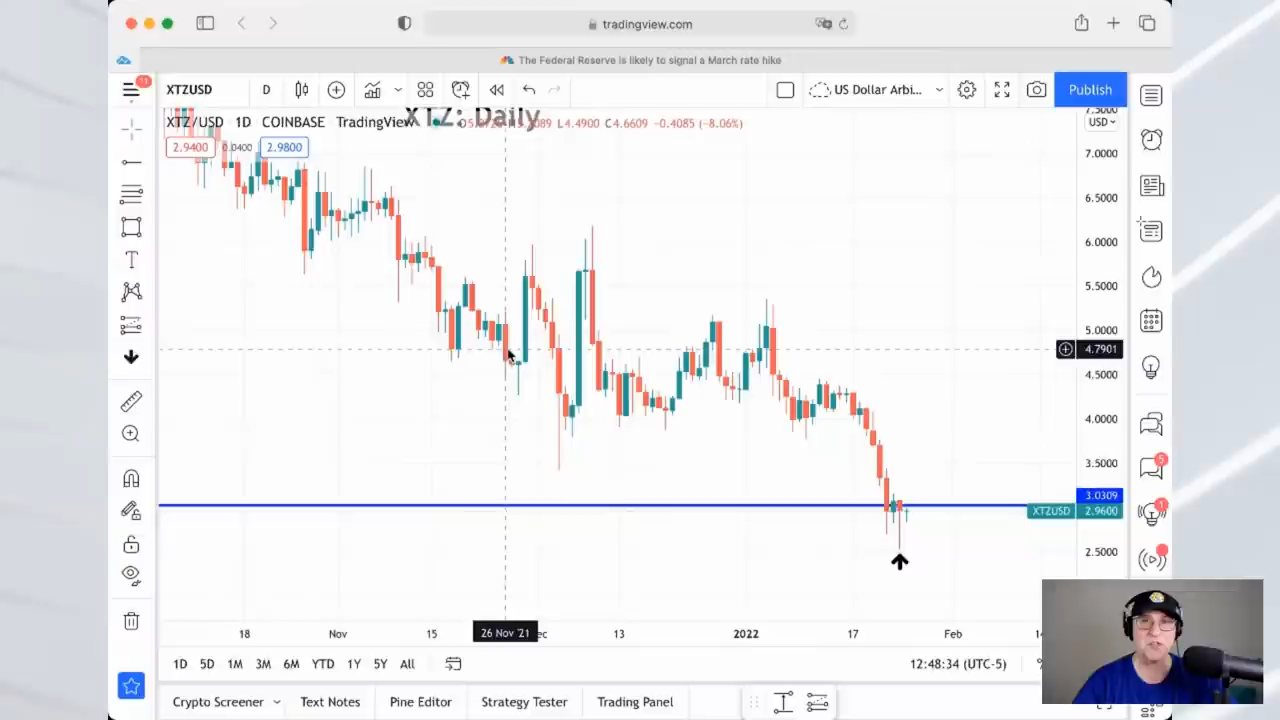 tradingview.com
The Federal Reserve is likely to signal a March rate hike
11
XTZUSD
D
US Dollar Arbi...
Publish
XTZ: Daily
XTZ/USD 1D COINBASE TradingView
L4.4900 C4.6609 -0.4085 (-8.06%)
USD
2.9400
0.0400
2.9800
7.0000
6.5000
6.0000
5.5000
5.0000
4.7901
4.5000
4.0000
3.5000
5
3.0309
1
XTZUSD 2.9600
2.5000
18
Nov
15
26 Nov '21
13
2022
17
Feb
1D 5D 1M 3M 6M YTD 1Y 5Y All
12:48:34 (UTC-5)
%
Crypto Screener
Text Notes
Pine Editor
Strategy Tester
Trading Panel